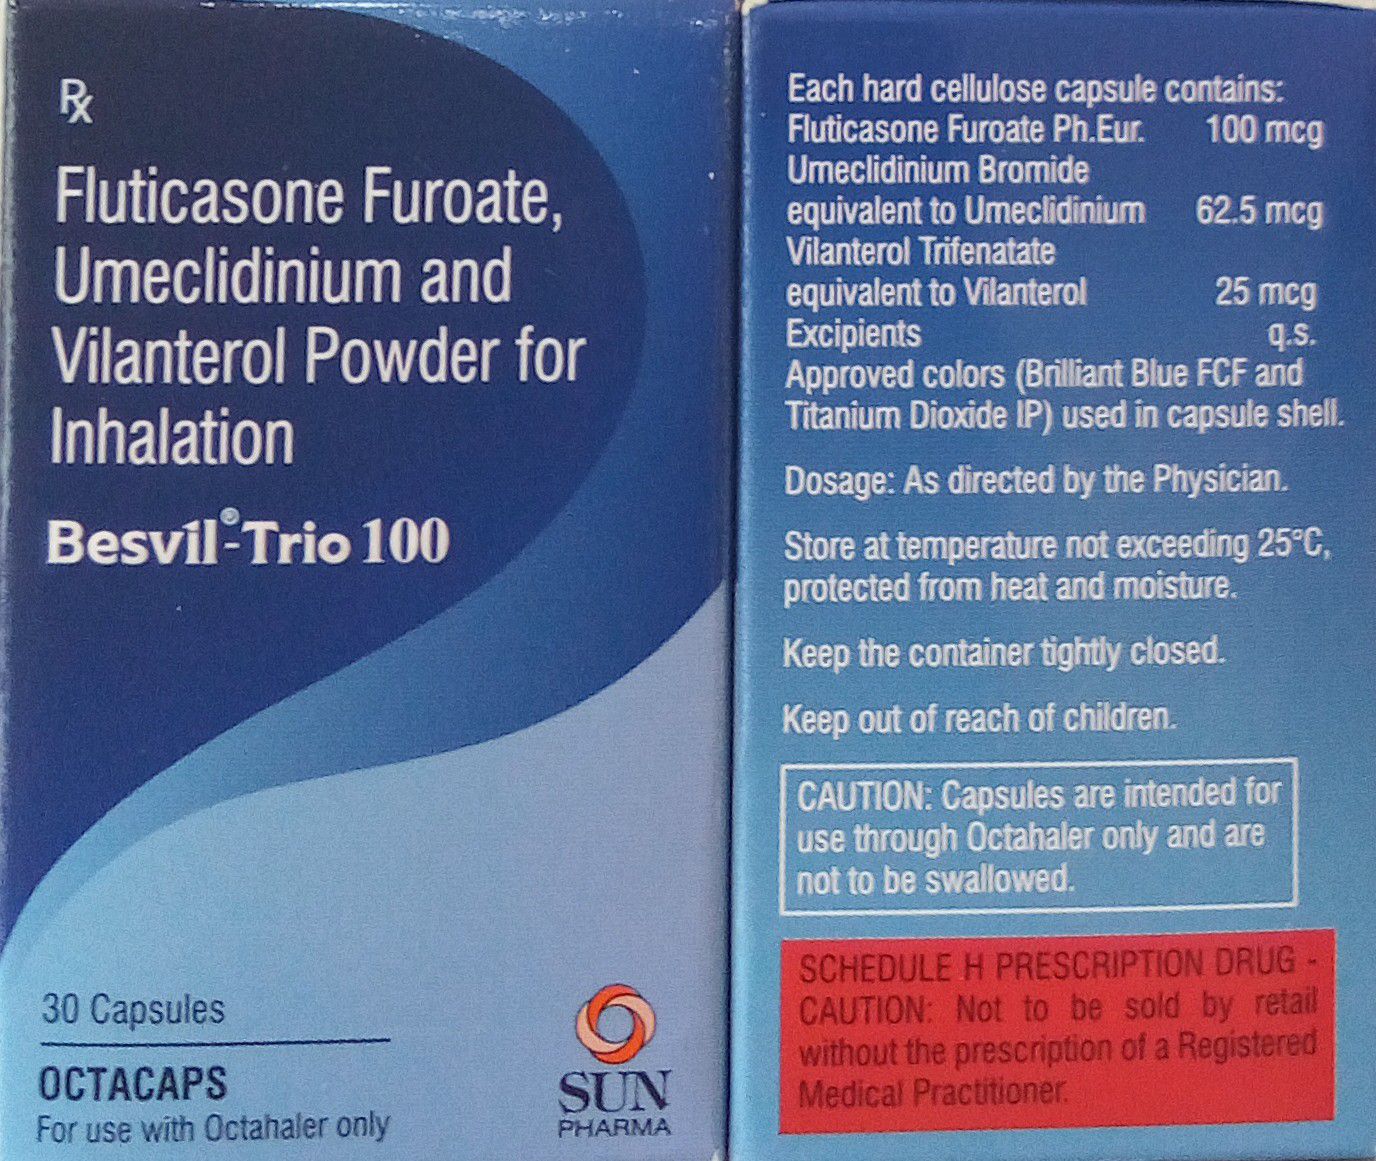 Rx
Fluticasone Furoate,
Umeclidinium and
Vilanterol Powder for
Inhalation
Besvil®-Trio 100
30 Capsules
OCTACAPS
For use with Octahaler only
SUN
PHARMA
Each hard cellulose capsule contains:
Fluticasone Furoate Ph.Eur. 100 mcg
Umeclidinium Bromide
equivalent to Umeclidinium 62.5 mcg
Vilanterol Trifenatate
equivalent to Vilanterol 25 mcg
Excipients q.s.
Approved colors (Brilliant Blue FCF and
Titanium Dioxide IP) used in capsule shell.
Dosage: As directed by the Physician.
Store at temperature not exceeding 25°C,
protected from heat and moisture.
Keep the container tightly closed.
Keep out of reach of children.
CAUTION: Capsules are intended for
use through Octahaler only and are
not to be swallowed.
SCHEDULE H PRESCRIPTION DRUG -
CAUTION: Not to be sold by retail
without the prescription of a Registered
Medical Practitioner.